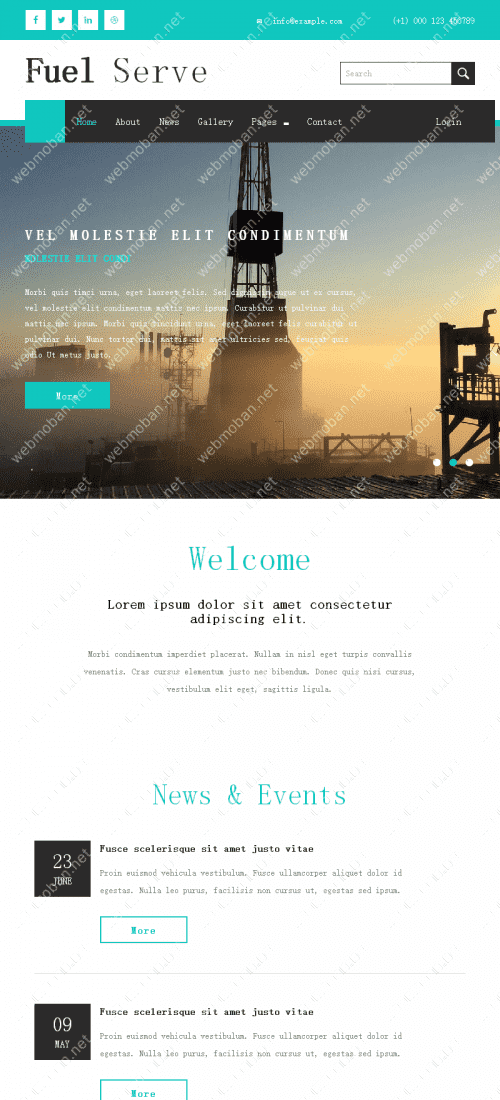 info@example.com
(+1) 000 123 456789
Fuel Serve
Search
Home About News Gallery Pages Contact Login
VEL MOLESTIE ELIT CONDIMENTUM
MOLESTIE ELIT
Morbi quis tinci urna, eget laoreet felis. Sed dignissim augue ut ex cursus,
vel molestie elit condimentum mattis nec ipsum. Curabitur ut pulvinar dui.
mattis nec ipsum. Morbi quis tincidunt urna, eget laoreet felis curabitur ut
pulvinar dui. Nunc tortor dui, mattis sit amet ultricies sed, feugiat quis
odio Ut metus justo.
More
Welcome
Lorem ipsum dolor sit amet consectetur
adipiscing elit.
Morbi condimentum imperdiet placerat. Nullam in nisl eget turpis convallis
venenatis. Cras cursus elementum justo nec bibendum. Donec quis nisi cursus,
vestibulum elit eget, sagittis ligula.
News & Events
23
JUNE
Fusce scelerisque sit amet justo vitae
Proin euismod vehicula vestibulum. Fusce ullamcorper aliquet dolor id
egestas. Nulla leo purus, facilisis non cursus ut, egestas sed ipsum.
More
09
MAY
Fusce scelerisque sit amet justo vitae
Proin euismod vehicula vestibulum. Fusce ullamcorper aliquet dolor id
egestas. Nulla leo purus, facilisis non cursus ut, egestas sed ipsum.
More
webmoban.net